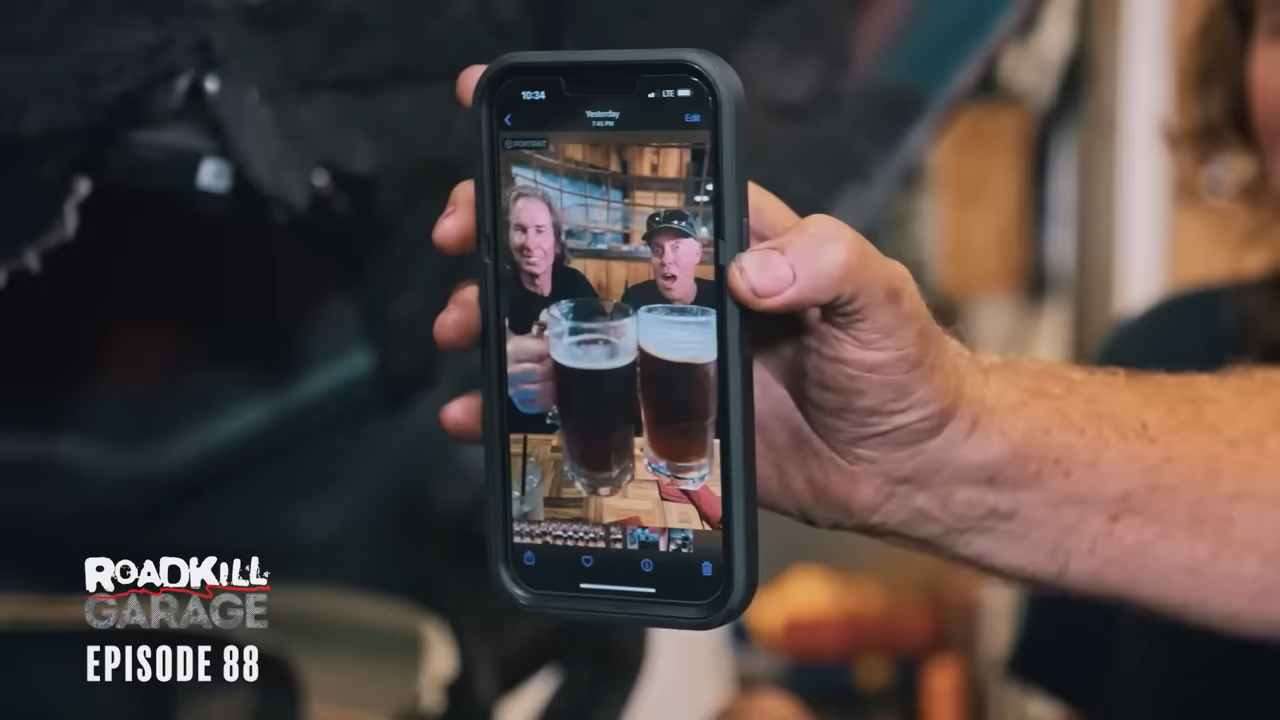 10:34
LTE
Yesterday
7:45 PM
Edit
PORTRAIT
ROADKILL
GARAGE
EPISODE 88